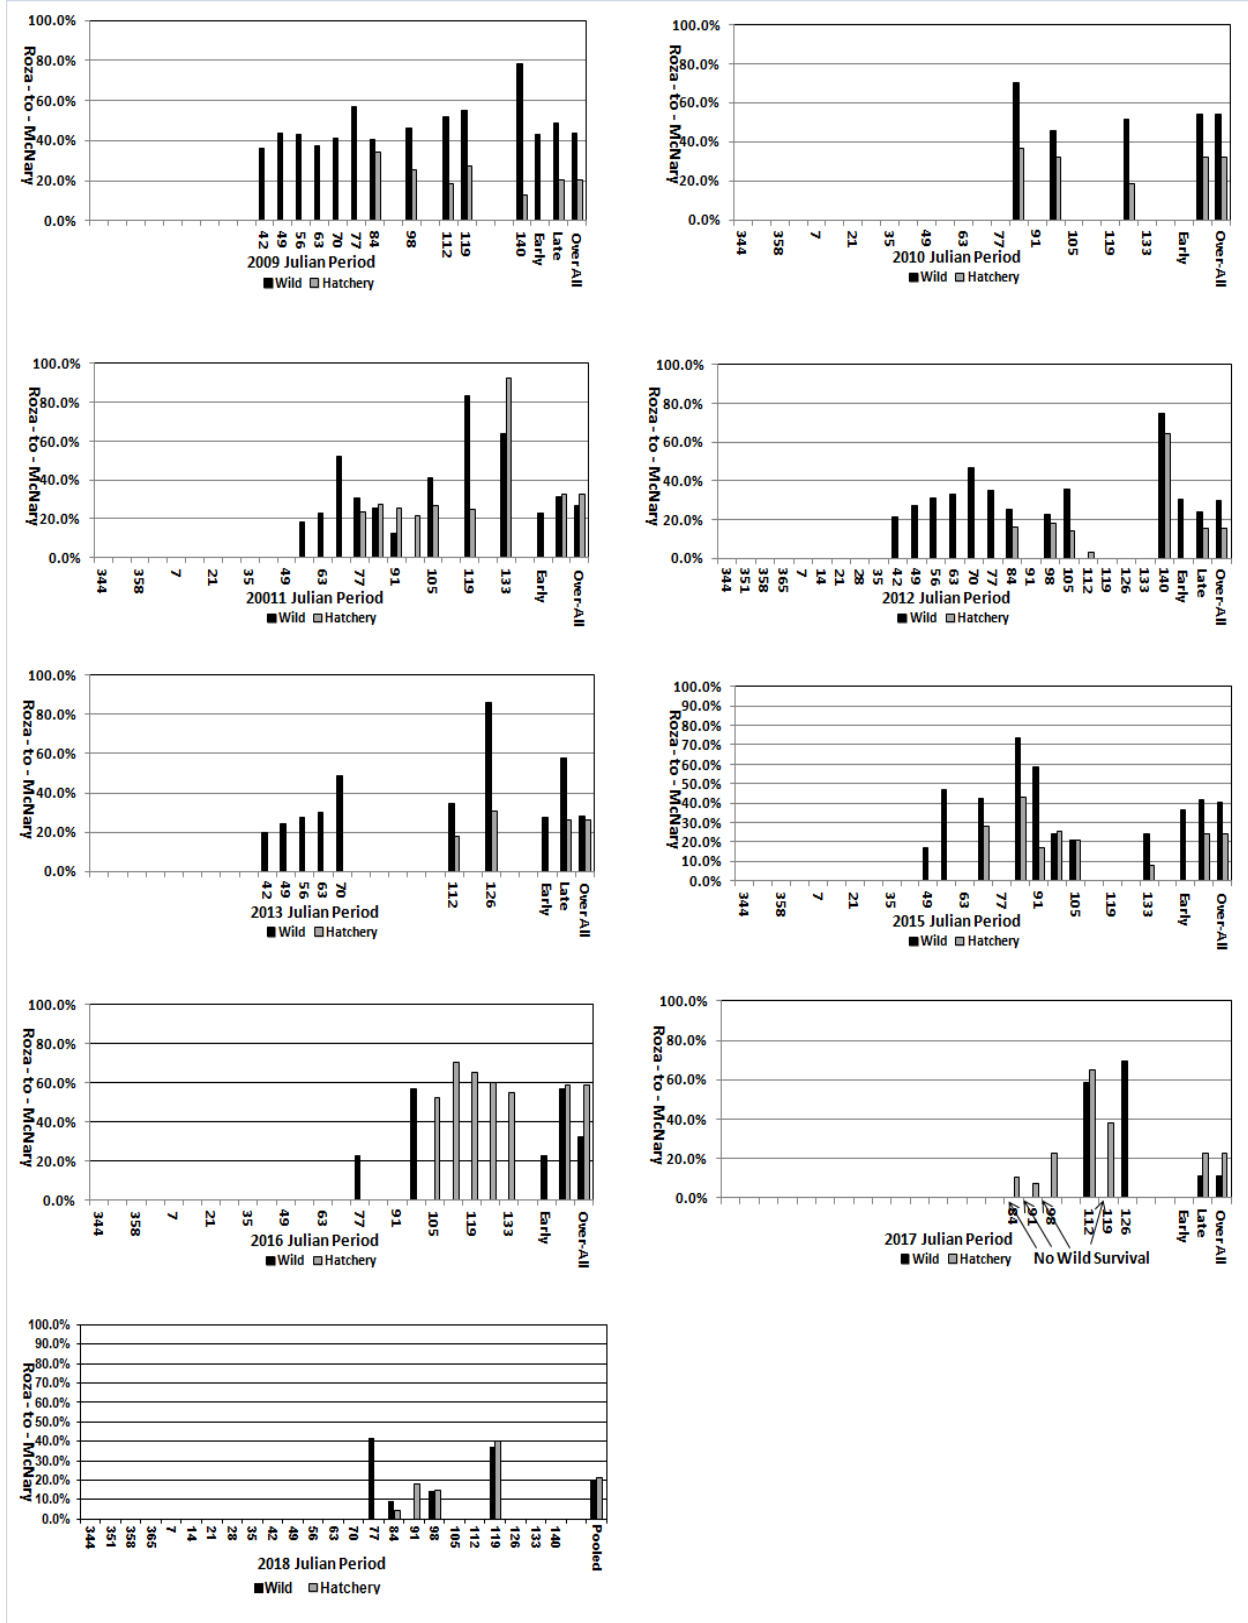 100.0%
80.0%
60.0%
40.0%
20.0%
0.0%
Roza - to - McNary
42 49 56 63 70 77 84 98 112 119 140 Early Late Over All
2009 Julian Period
Wild Hatchery
100.0%
80.0%
60.0%
40.0%
20.0%
0.0%
Roza - to - McNary
344 358 7 21 35 49 63 77 91 105 119 133 Early Over-All
2010 Julian Period
Wild Hatchery
100.0%
80.0%
60.0%
40.0%
20.0%
0.0%
Roza - to - McNary
344 358 7 21 35 49 63 77 91 105 119 133 Early Over-All
20011 Julian Period
Wild Hatchery
100.0%
80.0%
60.0%
40.0%
20.0%
0.0%
Roza - to - McNary
344 351 358 365 7 14 21 28 35 42 49 56 63 70 77 84 91 98 105 112 119 126 133 140 Early Late Over-All
2012 Julian Period
Wild Hatchery
100.0%
80.0%
60.0%
40.0%
20.0%
0.0%
Roza - to - McNary
42 49 56 63 70 112 126 Early Late Over All
2013 Julian Period
Wild Hatchery
100.0%
90.0%
80.0%
70.0%
60.0%
50.0%
40.0%
30.0%
20.0%
10.0%
0.0%
Roza - to - McNary
344 358 7 21 35 49 63 77 91 105 119 133 Early Over-All
2015 Julian Period
Wild Hatchery
100.0%
80.0%
60.0%
40.0%
20.0%
0.0%
Roza - to - McNary
344 358 7 21 35 49 63 77 91 105 119 133 Early Over-All
2016 Julian Period
Wild Hatchery
100.0%
80.0%
60.0%
40.0%
20.0%
0.0%
Roza - to - McNary
84 91 98 112 119 126 Early Late Over All
2017 Julian Period
Wild Hatchery No Wild Survival
100.0%
90.0%
80.0%
70.0%
60.0%
50.0%
40.0%
30.0%
20.0%
10.0%
0.0%
Roza - to - McNary
344 351 358 365 7 14 21 28 35 42 49 56 63 70 77 84 91 98 105 112 119 126 133 140 Pooled
2018 Julian Period
Wild Hatchery